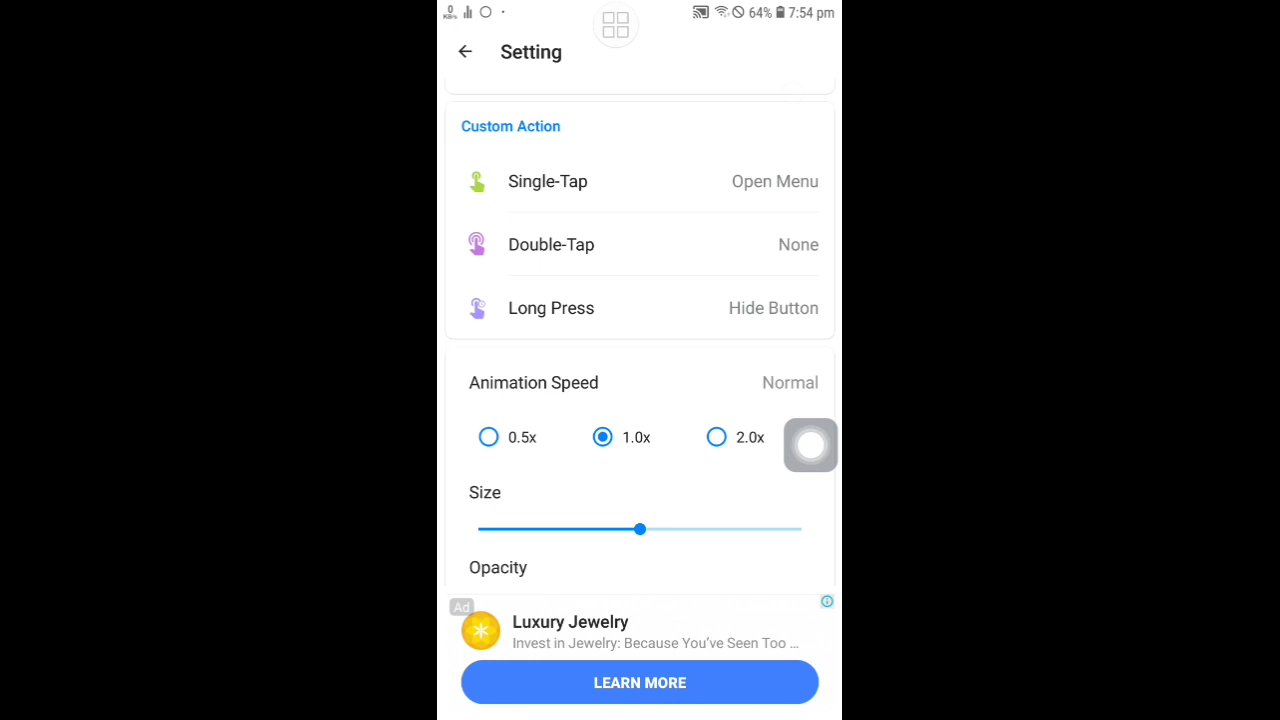 0
KB/s
64% 7:54 pm
Setting
Custom Action
Single-Tap Open Menu
Double-Tap None
Long Press Hide Button
Animation Speed Normal
0.5x 1.0x 2.0x
Size
Opacity
Ad
Luxury Jewelry
Invest in Jewelry: Because You've Seen Too ...
LEARN MORE